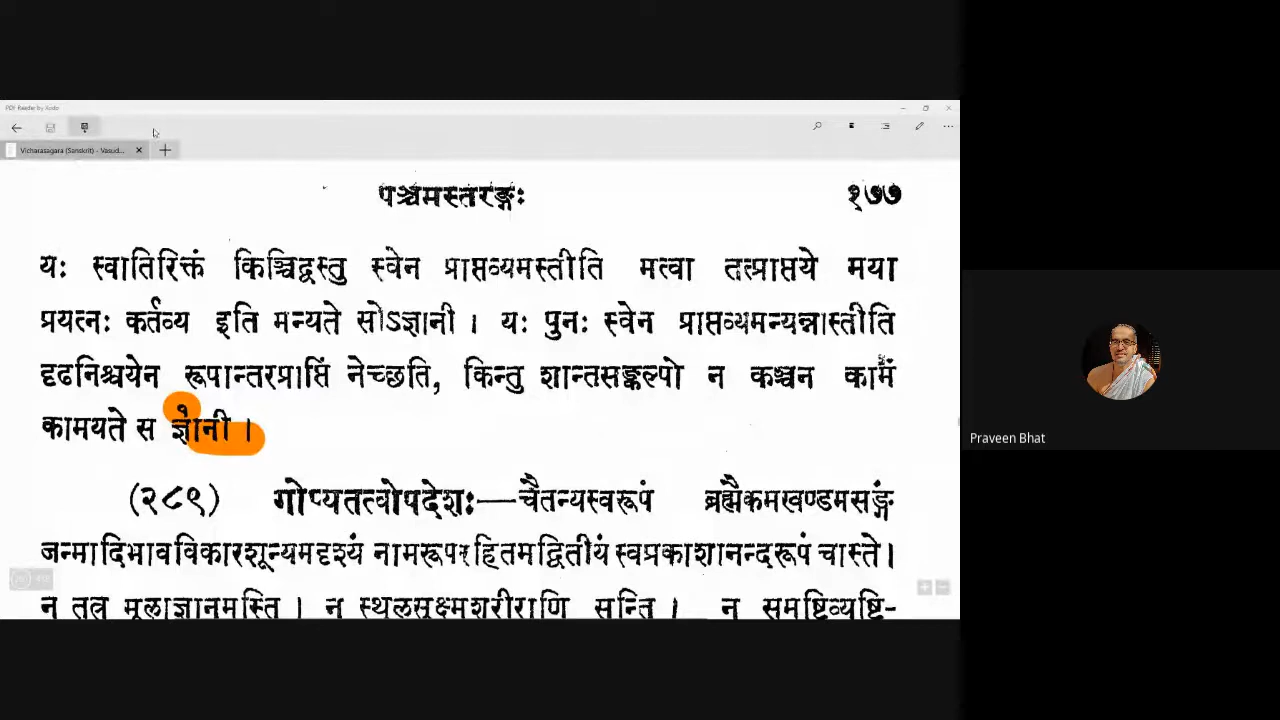 PDF Reader by Xodo
Vicharasagara (Sanskrit) - Vasud...
पञ्चमस्तरङ्गः १७७
यः स्वातिरिक्तं किञ्चिद्वस्तु स्वेन प्राप्तव्यमस्तीति मत्वा तत्प्राप्तये मया
प्रयत्नः कर्तव्य इति मन्यते सोऽज्ञानी । यः पुनः स्वेन प्राप्तव्यमन्यन्नास्तीति
दृढनिश्चयेन रूपान्तरप्राप्तिं नेच्छति, किन्तु शान्तसङ्कल्पो न कञ्चन कामं
कामयते स ज्ञानी ।
(२८९) गोप्यतत्वोपदेशः—चैतन्यस्वरूपं ब्रह्मैकमखण्डमसङ्गं
जन्मादिभावविकारशून्यमदृश्यं नामरूपरहितमद्वितीयं स्वप्रकाशानन्दरूपं चास्ते।
न तत्र मूलाज्ञानमस्ति । न स्थूलसूक्ष्मशरीराणि सन्ति । न समष्टिव्यष्टि-
Praveen Bhat